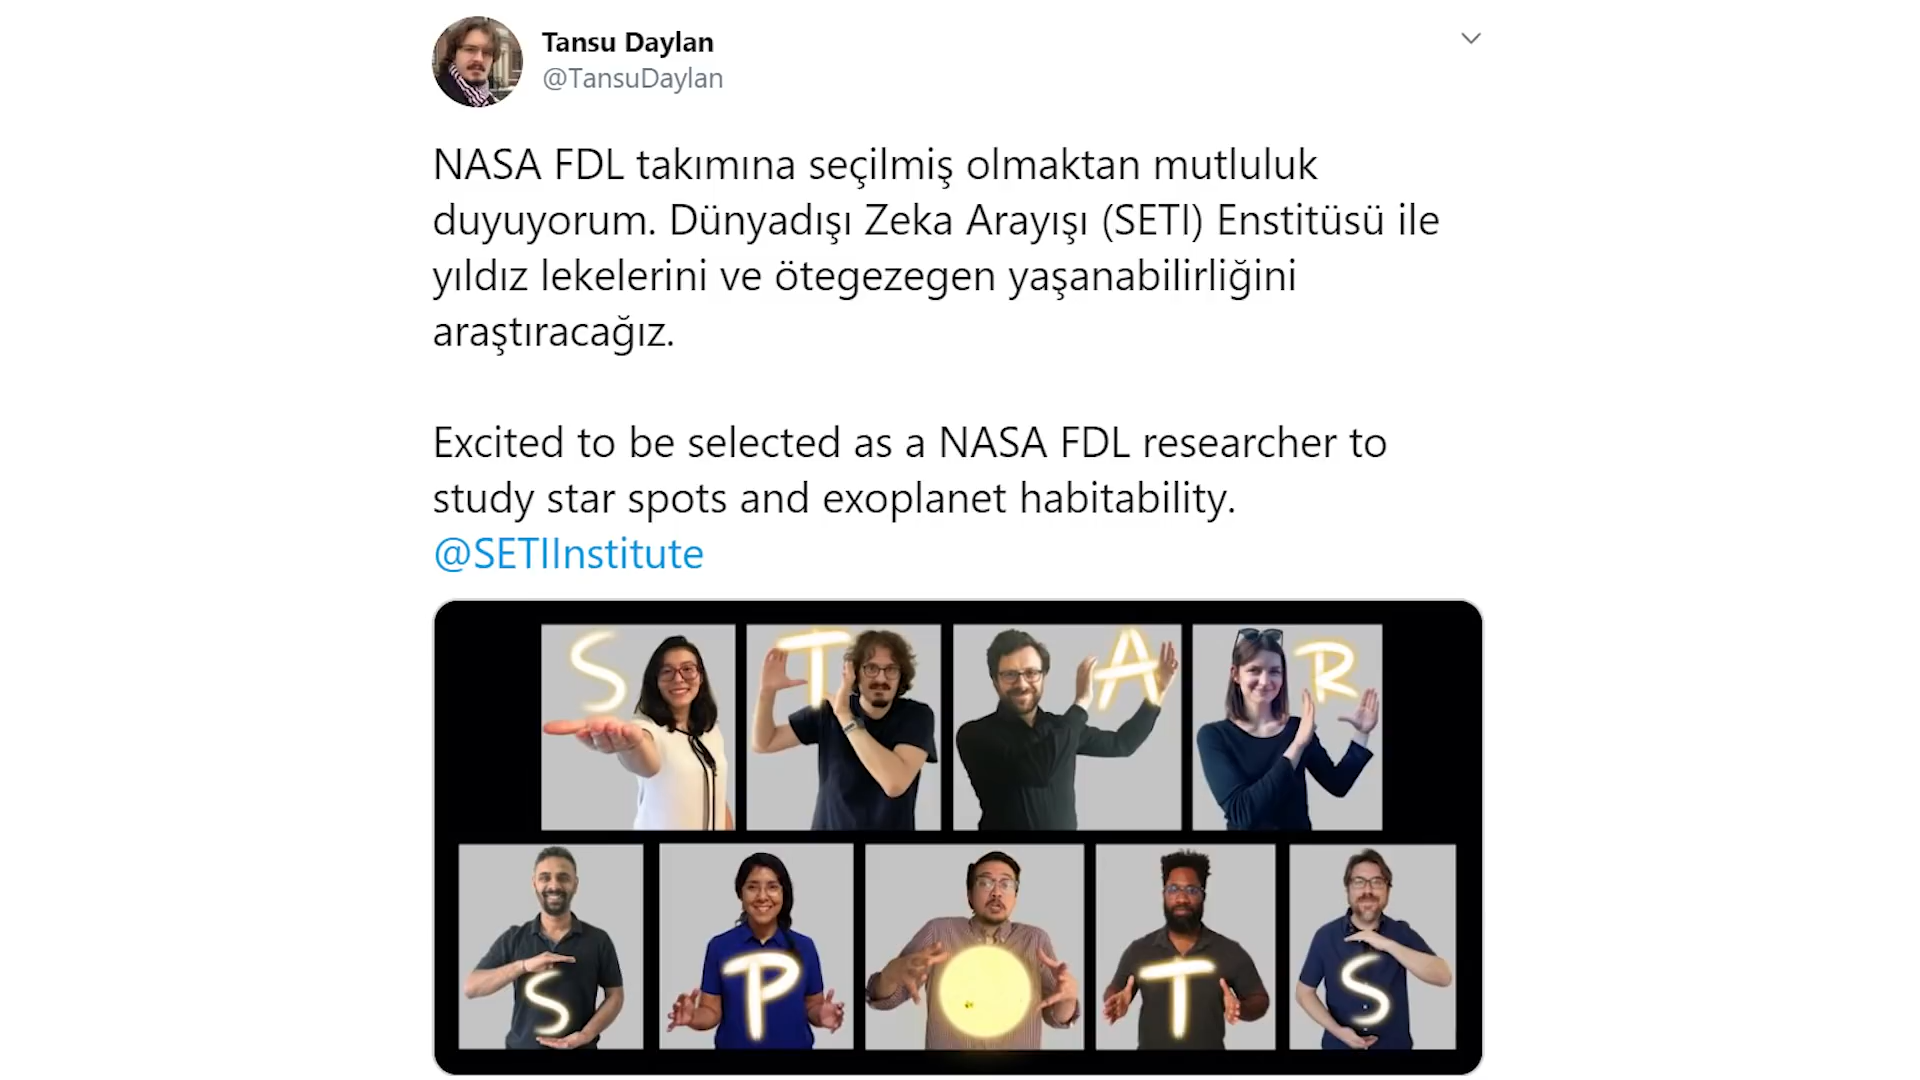 Tansu Daylan
@TansuDaylan
NASA FDL takımına seçilmiş olmaktan mutluluk
duyuyorum. Dünyadışı Zeka Arayışı (SETI) Enstitüsü ile
yıldız lekelerini ve ötegezegen yaşanabilirliğini
araştıracağız.
Excited to be selected as a NASA FDL researcher to
study star spots and exoplanet habitability.
@SETIInstitute
S T A R
S P T S